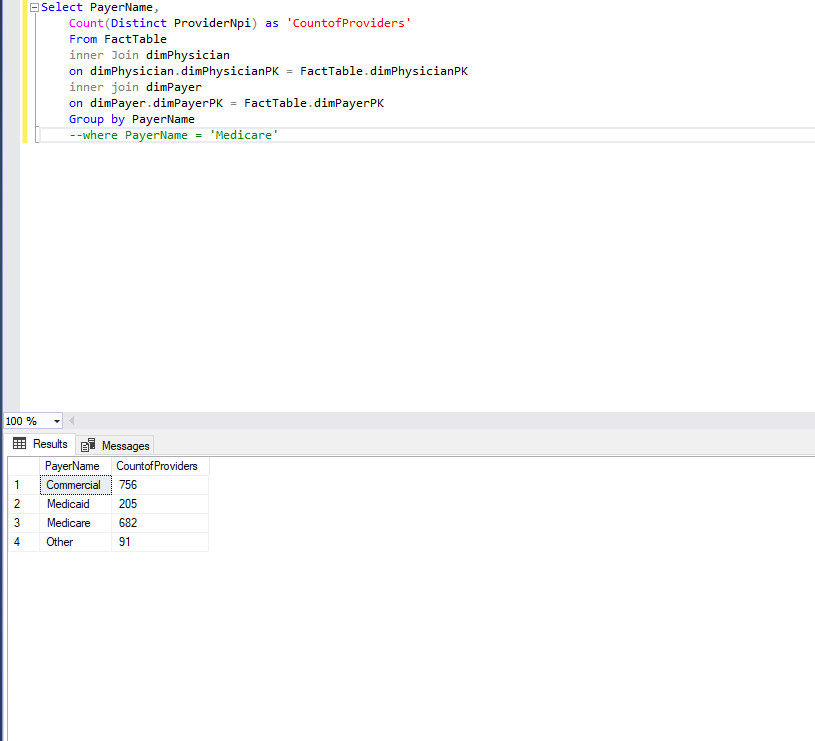 Select PayerName,
Count(Distinct ProviderNpi) as 'CountofProviders'
From FactTable
inner Join dimPhysician
on dimPhysician.dimPhysicianPK = FactTable.dimPhysicianPK
inner join dimPayer
on dimPayer.dimPayerPK = FactTable.dimPayerPK
Group by PayerName
--where PayerName = 'Medicare'
100 %
Results Messages
PayerName CountofProviders
1 Commercial 756
2 Medicaid 205
3 Medicare 682
4 Other 91